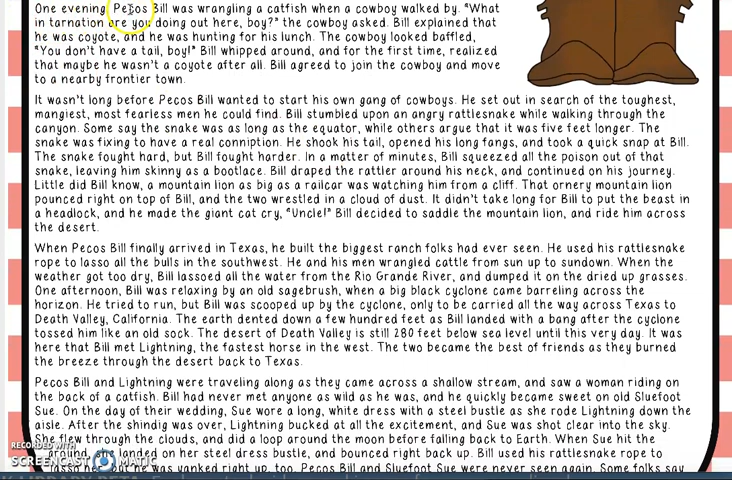 One evening Pecos Bill was wrangling a catfish when a cowboy walked by. "What
in tarnation are you doing out here, boy?" the cowboy asked. Bill explained that
he was coyote, and he was hunting for his lunch. The cowboy looked baffled,
"You don't have a tail, boy!" Bill whipped around, and for the first time, realized
that maybe he wasn't a coyote after all. Bill agreed to join the cowboy and move
to a nearby frontier town.
It wasn't long before Pecos Bill wanted to start his own gang of cowboys. He set out in search of the toughest,
mangiest, most fearless men he could find. Bill stumbled upon an angry rattlesnake while walking through the
canyon. Some say the snake was as long as the equator, while others argue that it was five feet longer. The
snake was fixing to have a real conniption. He shook his tail, opened his long fangs, and took a quick snap at Bill.
The snake fought hard, but Bill fought harder. In a matter of minutes, Bill squeezed all the poison out of that
snake, leaving him skinny as a bootlace. Bill draped the rattler around his neck, and continued on his journey.
Little did Bill know, a mountain lion as big as a railcar was watching him from a cliff. That ornery mountain lion
pounced right on top of Bill, and the two wrestled in a cloud of dust. It didn't take long for Bill to put the beast in
a headlock, and he made the giant cat cry, "Uncle!" Bill decided to saddle the mountain lion, and ride him across
the desert.
When Pecos Bill finally arrived in Texas, he built the biggest ranch folks had ever seen. He used his rattlesnake
rope to lasso all the bulls in the southwest. He and his men wrangled cattle from sun up to sundown. When the
weather got too dry, Bill lassoed all the water from the Rio Grande River, and dumped it on the dried up grasses.
One afternoon, Bill was relaxing by an old sagebrush, when a big black cyclone came barreling across the
horizon. He tried to run, but Bill was scooped up by the cyclone, only to be carried all the way across Texas to
Death Valley, California. The earth dented down a few hundred feet as Bill landed with a bang after the cyclone
tossed him like an old sock. The desert of Death Valley is still 280 feet below sea level until this very day. It was
here that Bill met Lightning, the fastest horse in the west. The two became the best of friends as they burned
the breeze through the desert back to Texas.
Pecos Bill and Lightning were traveling along as they came across a shallow stream, and saw a woman riding on
the back of a catfish. Bill had never met anyone as wild as he was, and he quickly became sweet on old Sluefoot
Sue. On the day of their wedding, Sue wore a long, white dress with a steel bustle as she rode Lightning down the
aisle. After the shindig was over, Lightning bucked at all the excitement, and Sue was shot clear into the sky.
She flew through the clouds, and did a loop around the moon before falling back to Earth. When Sue hit the
ground, she landed on her steel dress bustle, and bounced right back up. Bill used his rattlesnake rope to
lasso her, but he was yanked right up, too. Pecos Bill and Sluefoot Sue were never seen again. Some folks say
RECORDED WITH
SCREENCAST MATIC